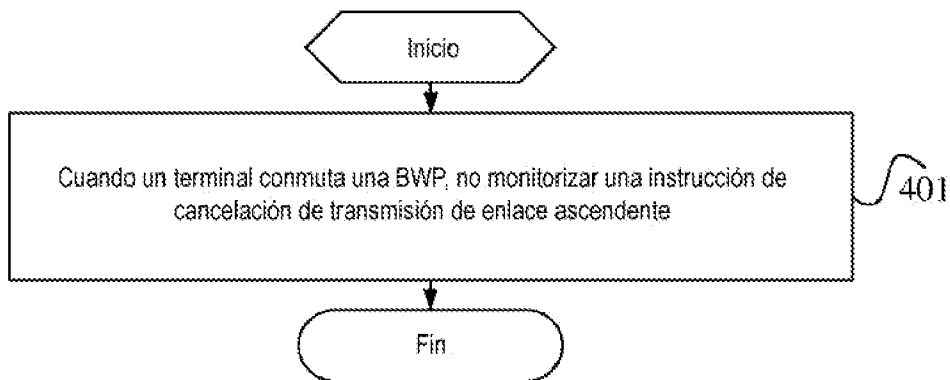 Inicio
Cuando un terminal conmuta una BWP, no monitorizar una instrucción de
cancelación de transmisión de enlace ascendente
401
Fin